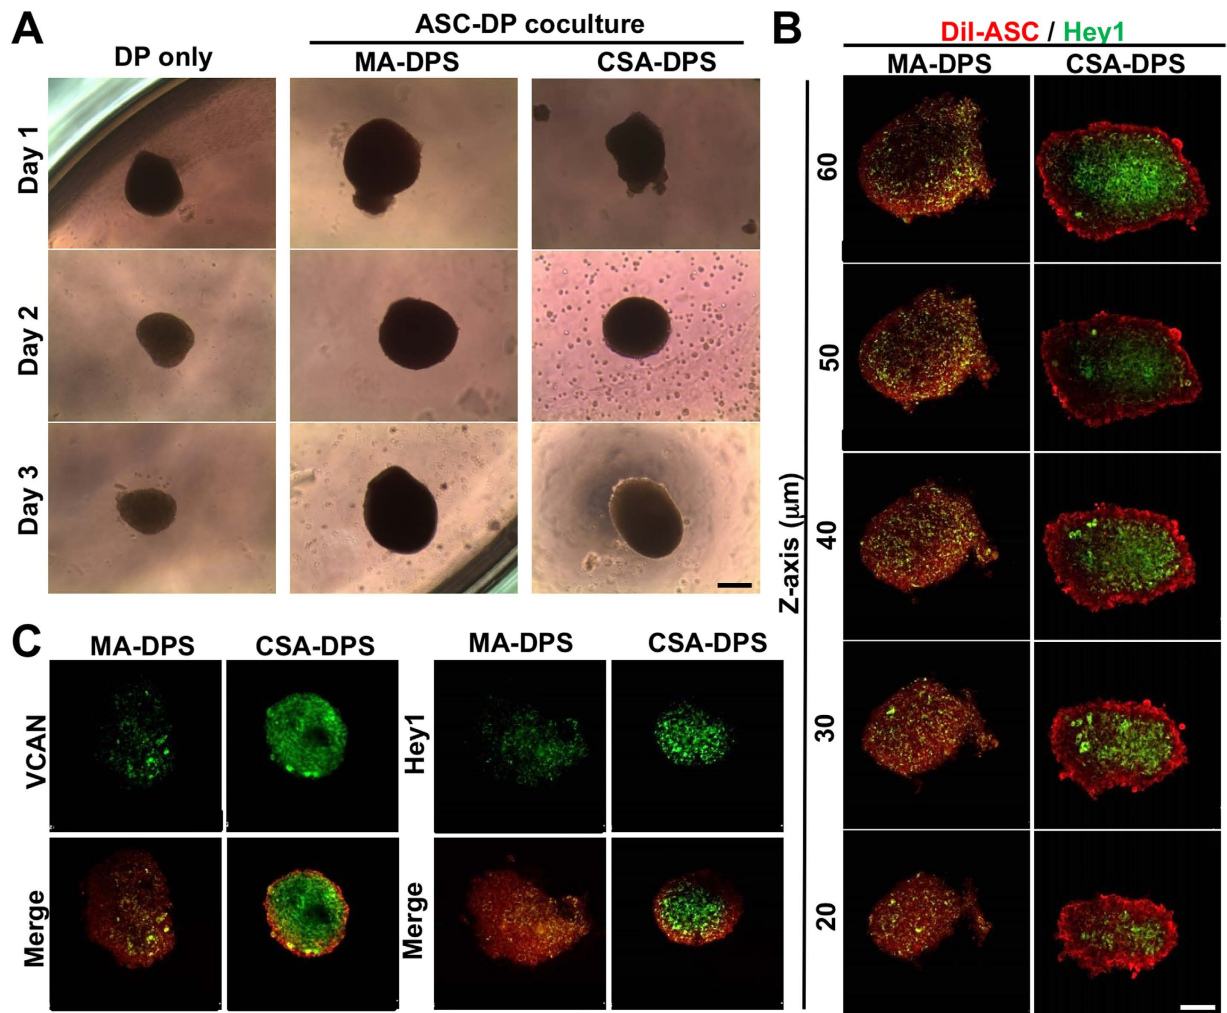 A
ASC-DP coculture
DP only
MA-DPS
CSA-DPS
Day 1
Day 2
Day 3
B
DiI-ASC / Hey1
MA-DPS
CSA-DPS
Z-axis (μm)
60
50
40
30
20
C
MA-DPS
CSA-DPS
MA-DPS
CSA-DPS
VCAN
Hey1
Merge
Merge